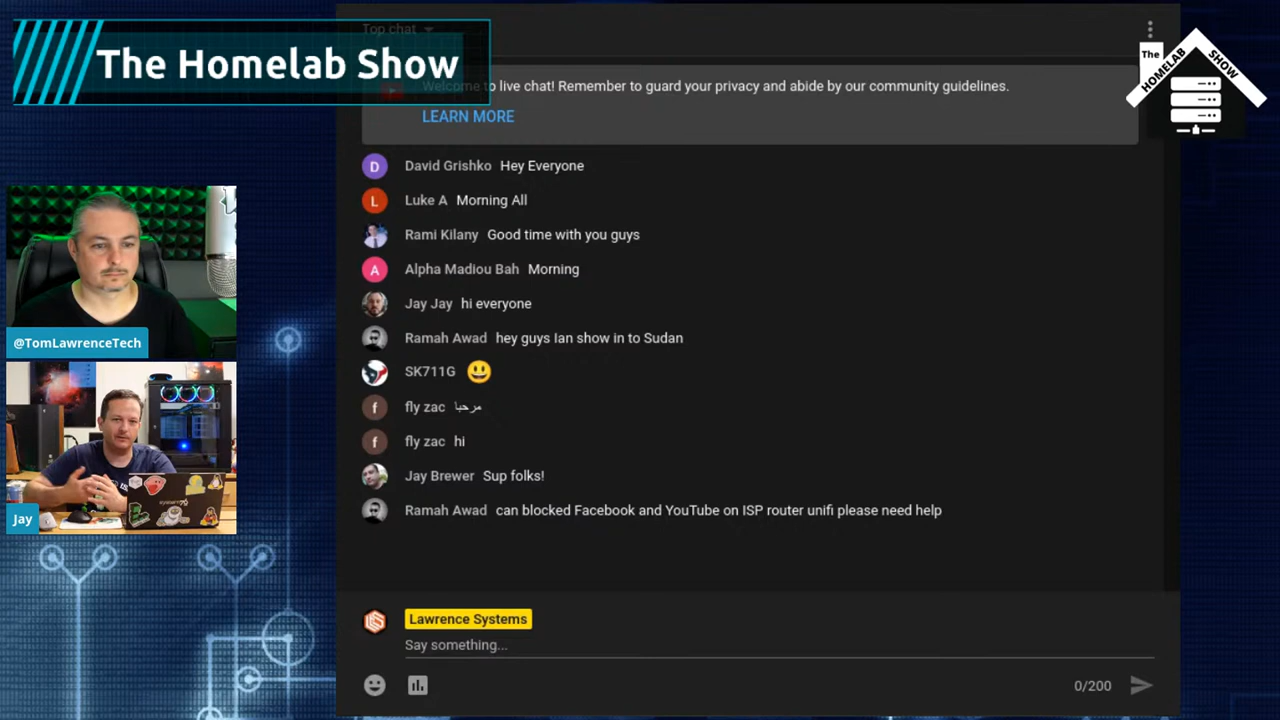 The Homelab Show
Top chat
The
HOMELAB
SHOW
Welcome to live chat! Remember to guard your privacy and abide by our community guidelines.
LEARN MORE
David Grishko Hey Everyone
Luke A Morning All
Rami Kilany Good time with you guys
Alpha Madiou Bah Morning
Jay Jay hi everyone
Ramah Awad hey guys Ian show in to Sudan
SK711G 😃
fly zac مرحبا
fly zac hi
Jay Brewer Sup folks!
Ramah Awad can blocked Facebook and YouTube on ISP router unifi please need help
@TomLawrenceTech
Jay
Lawrence Systems
Say something...
0/200
D
L
A
f
f